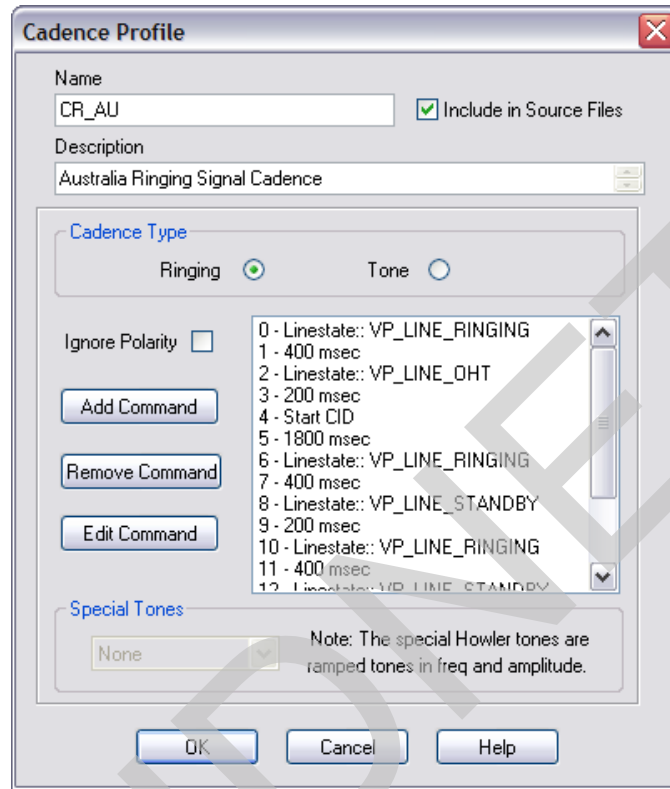 Cadence Profile
Name
CR_AU
Include in Source Files
Description
Australia Ringing Signal Cadence
Cadence Type
Ringing
Tone
Ignore Polarity
0 - Linestate:: VP_LINE_RINGING
1 - 400 msec
2 - Linestate:: VP_LINE_OHT
3 - 200 msec
4 - Start CID
5 - 1800 msec
6 - Linestate:: VP_LINE_RINGING
7 - 400 msec
8 - Linestate:: VP_LINE_STANDBY
9 - 200 msec
10 - Linestate:: VP_LINE_RINGING
11 - 400 msec
12 - Linestate:: VP_LINE_STANDBY
Add Command
Remove Command
Edit Command
Special Tones
None
Note: The special Howler tones are
ramped tones in freq and amplitude.
OK
Cancel
Help